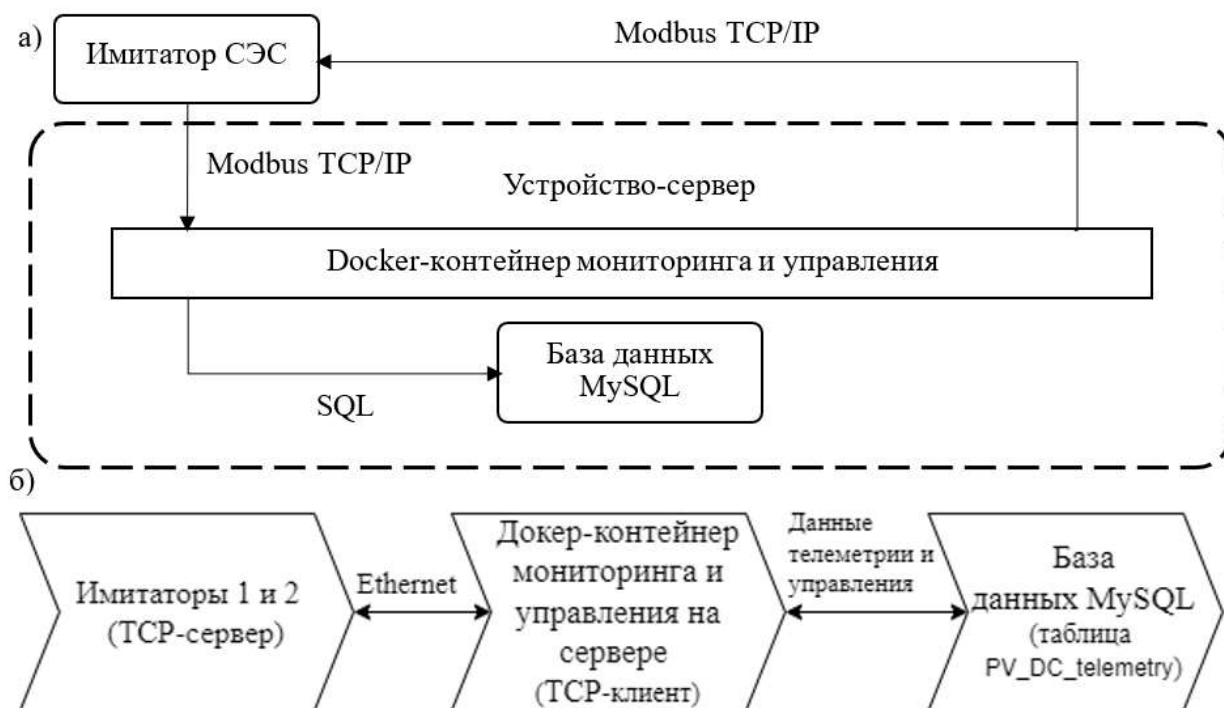 а)
Имитатор СЭС
Modbus TCP/IP
Modbus TCP/IP
Устройство-сервер
Docker-контейнер мониторинга и управления
База данных
MySQL
SQL
б)
Имитаторы 1 и 2
(TCP-сервер)
Ethernet
Докер-контейнер
мониторинга и
управления на
сервере
(TCP-клиент)
Данные
телеметрии и
управления
База
данных MySQL
(таблица
PV_DC_telemetry)